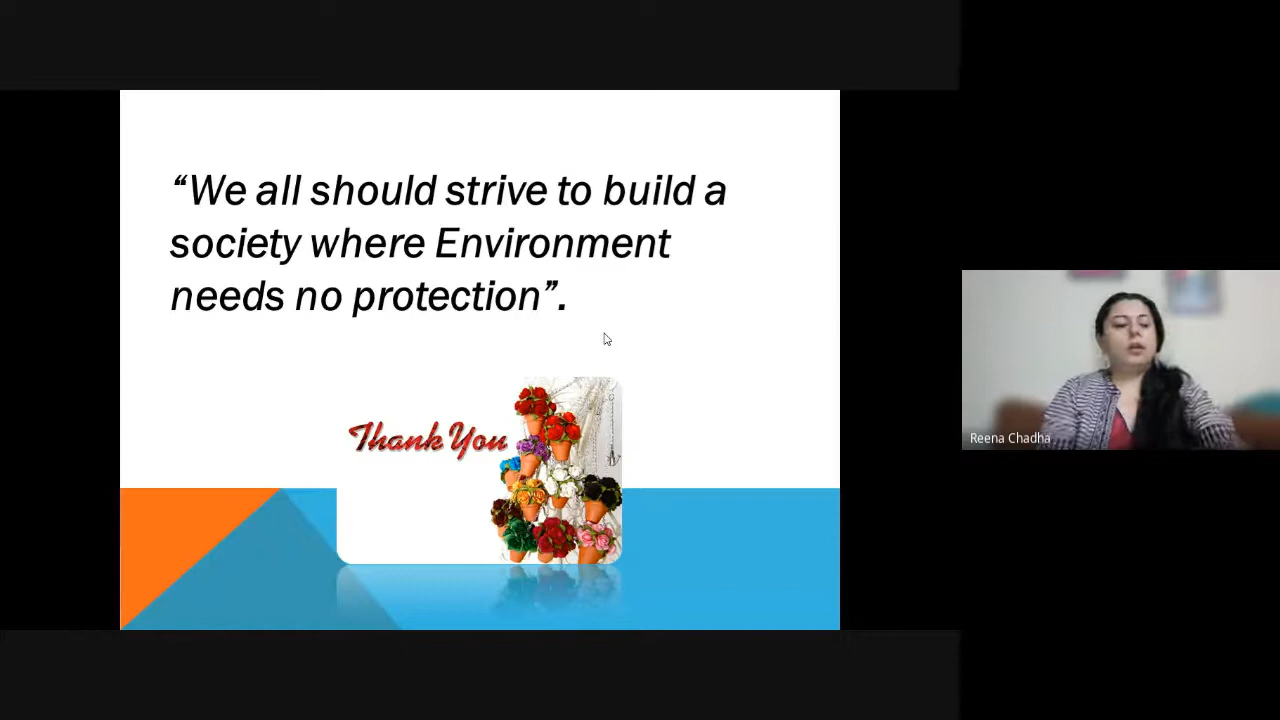 “We all should strive to build a
society where Environment
needs no protection”.
Thank You
Reena Chadha